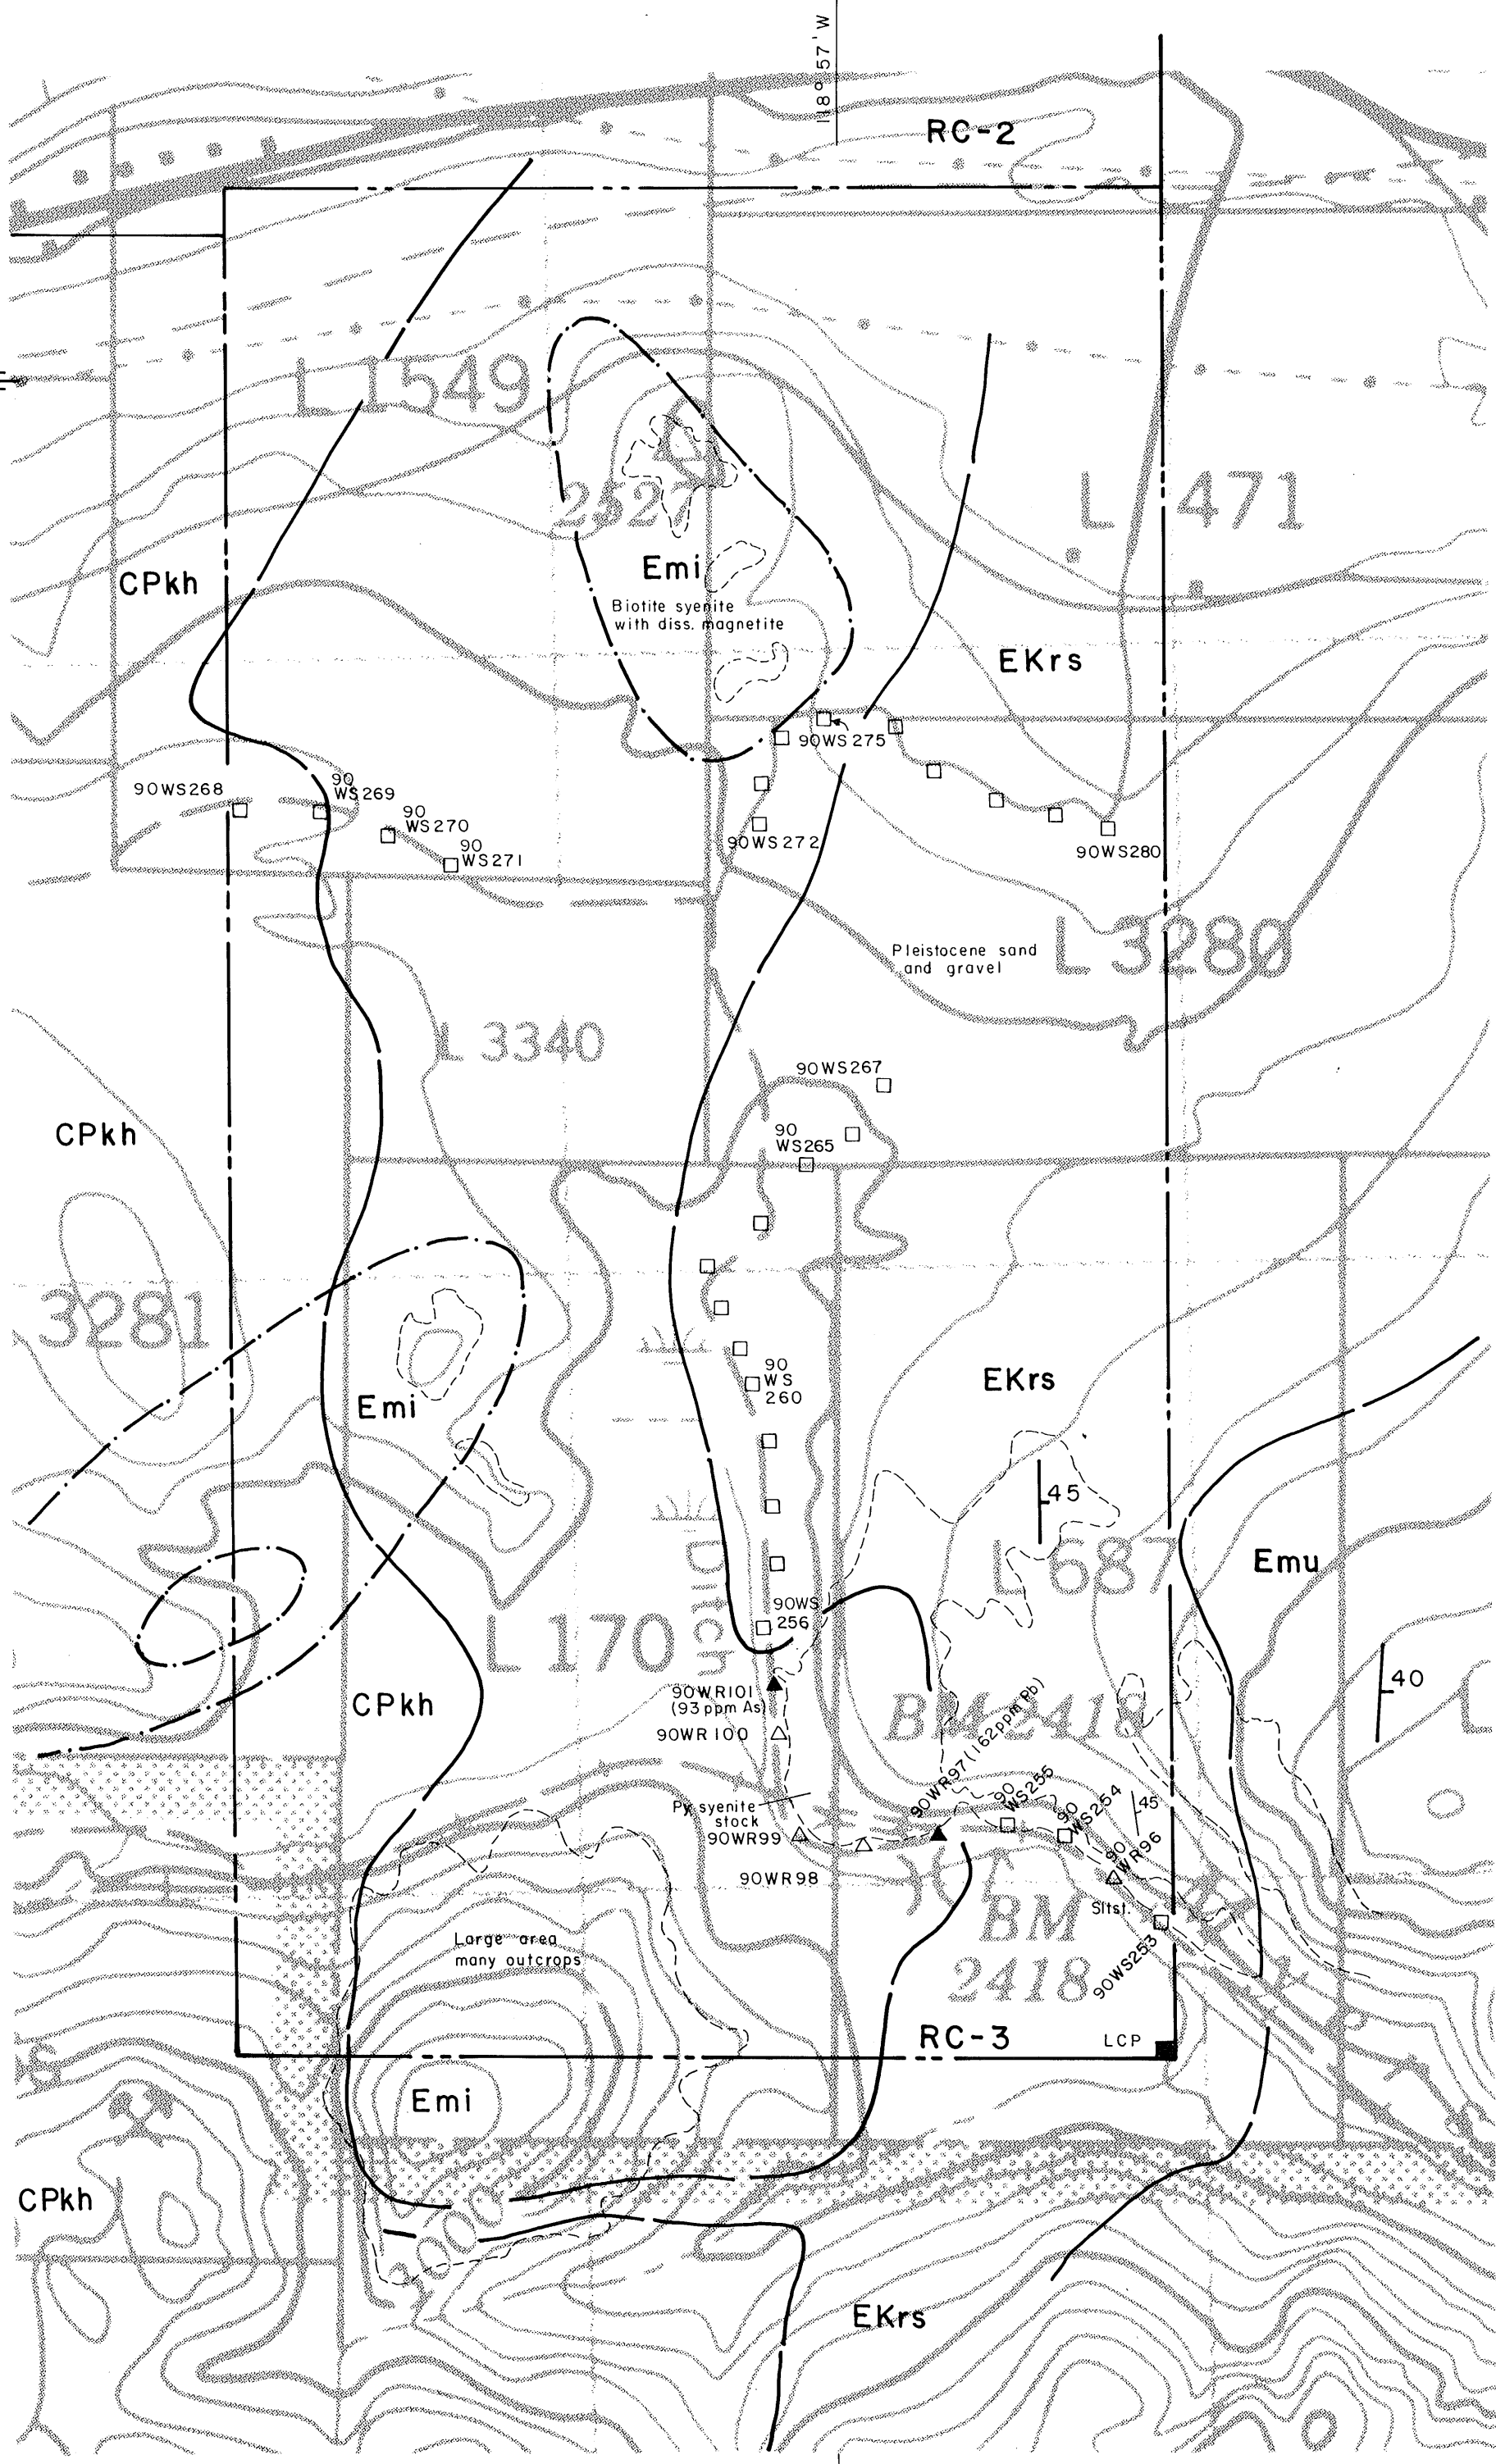 118° 57' W
RC-2
L 1549
L 471
2527
Emi
CPkh
Biotite syenite
with diss. magnetite
EKrs
90WS275
90WS268
90
WS269
90
WS270
90
WS271
90WS272
90WS280
Pleistocene sand
and gravel
L 3280
L 3340
90WS267
CPkh
90
WS265
3281
EKrs
90
WS
260
Emi
45
L 687
Emu
Ditch
90WS
256
L 170
40
CPkh
90WR101
(93 ppm As)
BM 2418
90WR100
90WR97 (162ppm Pb)
90
WS255
90
WS254
45
Py syenite
stock
90WR99
90
WR96
90WR98
Sltst.
BM
2418
90WS253
Large area
many outcrops
RC-3
LCP
Emi
CPkh
3000
EKrs